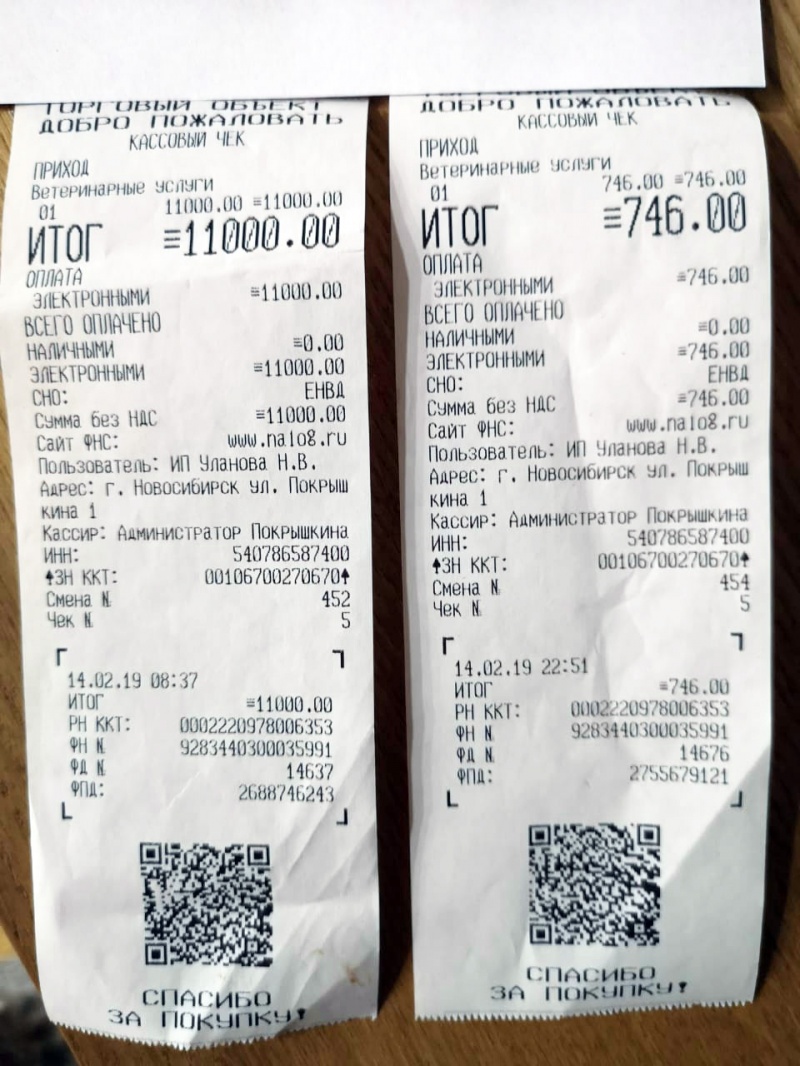 ТОРГОВЫЙ ОБЪЕКТ
ДОБРО ПОЖАЛОВАТЬ
КАССОВЫЙ ЧЕК
ПРИХОД
Ветеринарные услуги
01 11000.00 ≡11000.00
ИТОГ ≡11000.00
ОПЛАТА
ЭЛЕКТРОННЫМИ ≡11000.00
ВСЕГО ОПЛАЧЕНО
НАЛИЧНЫМИ ≡0.00
ЭЛЕКТРОННЫМИ ≡11000.00
СНО: ЕНВД
Сумма без НДС ≡11000.00
Сайт ФНС: www.nalog.ru
Пользователь: ИП Уланова Н.В.
Адрес: г. Новосибирск ул. Покрыш
кина 1
Кассир: Администратор Покрышкина
ИНН: 540786587400
↑ЗН ККТ: 00106700270670↑
Смена № 452
Чек № 5
14.02.19 08:37
ИТОГ ≡11000.00
РН ККТ: 0002220978006353
ФН № 9283440300035991
ФД № 14637
ФПД: 2688746243
СПАСИБО
ЗА ПОКУПКУ!
ДОБРО ПОЖАЛОВАТЬ
КАССОВЫЙ ЧЕК
ПРИХОД
Ветеринарные услуги
01 746.00 ≡746.00
ИТОГ ≡746.00
ОПЛАТА
ЭЛЕКТРОННЫМИ ≡746.00
ВСЕГО ОПЛАЧЕНО
НАЛИЧНЫМИ ≡0.00
ЭЛЕКТРОННЫМИ ≡746.00
СНО: ЕНВД
Сумма без НДС ≡746.00
Сайт ФНС: www.nalog.ru
Пользователь: ИП Уланова Н.В.
Адрес: г. Новосибирск ул. Покрыш
кина 1
Кассир: Администратор Покрышкина
ИНН: 540786587400
↑ЗН ККТ: 00106700270670↑
Смена № 454
Чек № 5
14.02.19 22:51
ИТОГ ≡746.00
РН ККТ: 0002220978006353
ФН № 9283440300035991
ФД № 14676
ФПД: 2755679121
СПАСИБО
ЗА ПОКУПКУ!